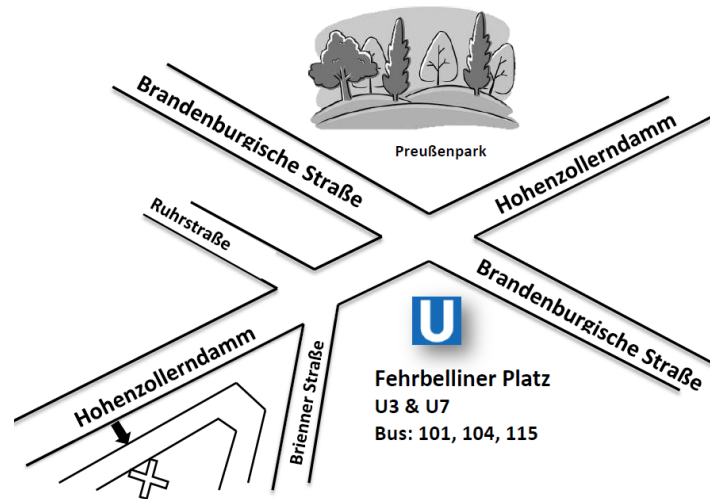 Brandenburgische Straße
Preußenpark
Hohenzollerndamm
Ruhrstraße
Brandenburgische Straße
U
Hohenzollerndamm
Brienner Straße
Fehrbelliner Platz
U3 & U7
Bus: 101, 104, 115